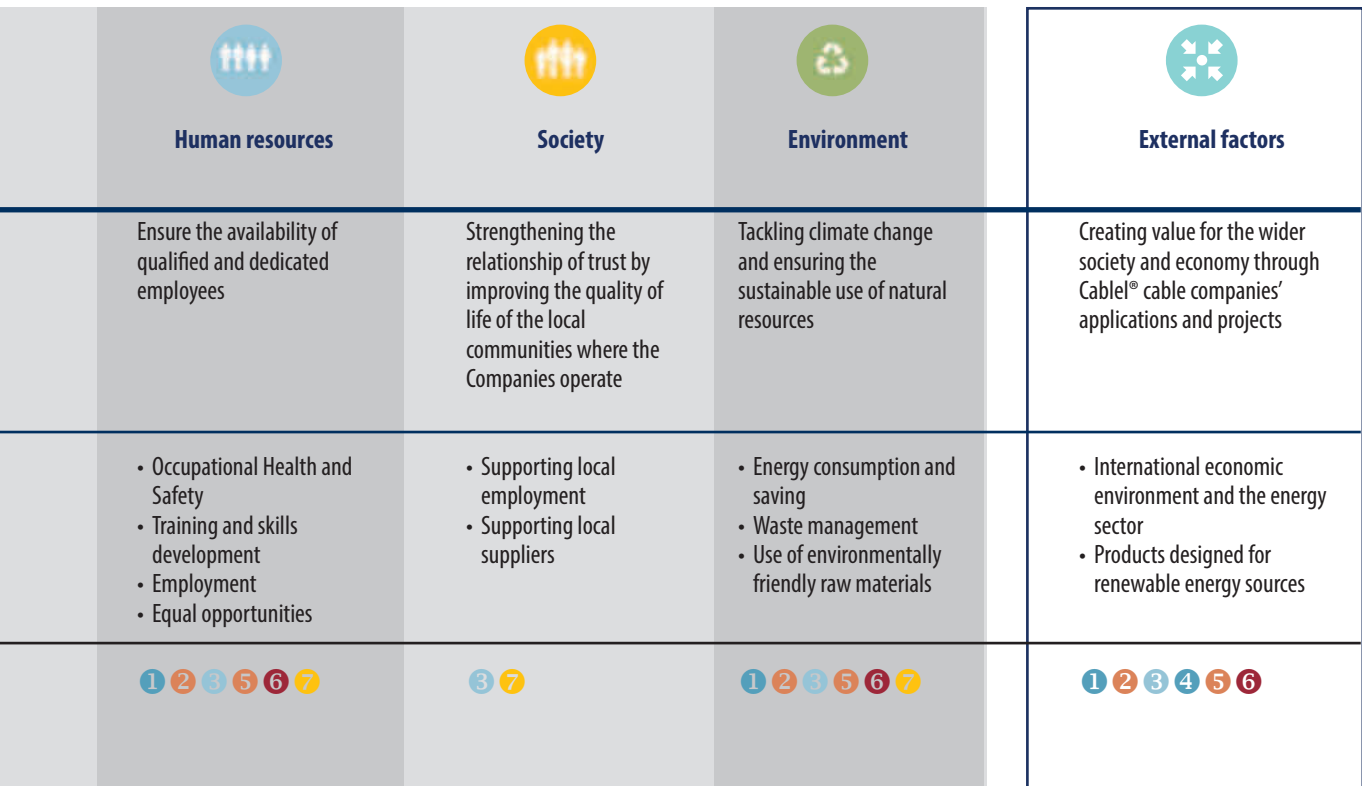 Human resources
Society
Environment
External factors
Ensure the availability of
qualified and dedicated
employees
Strengthening the
relationship of trust by
improving the quality of
life of the local
communities where the
Companies operate
Tackling climate change
and ensuring the
sustainable use of natural
resources
Creating value for the wider
society and economy through
Cablel® cable companies’
applications and projects
• Occupational Health and
Safety
• Training and skills
development
• Employment
• Equal opportunities
• Supporting local
employment
• Supporting local
suppliers
• Energy consumption and
saving
• Waste management
• Use of environmentally
friendly raw materials
• International economic
environment and the energy
sector
• Products designed for
renewable energy sources
1 2 3 5 6 7
3 7
1 2 3 5 6 7
1 2 3 4 5 6